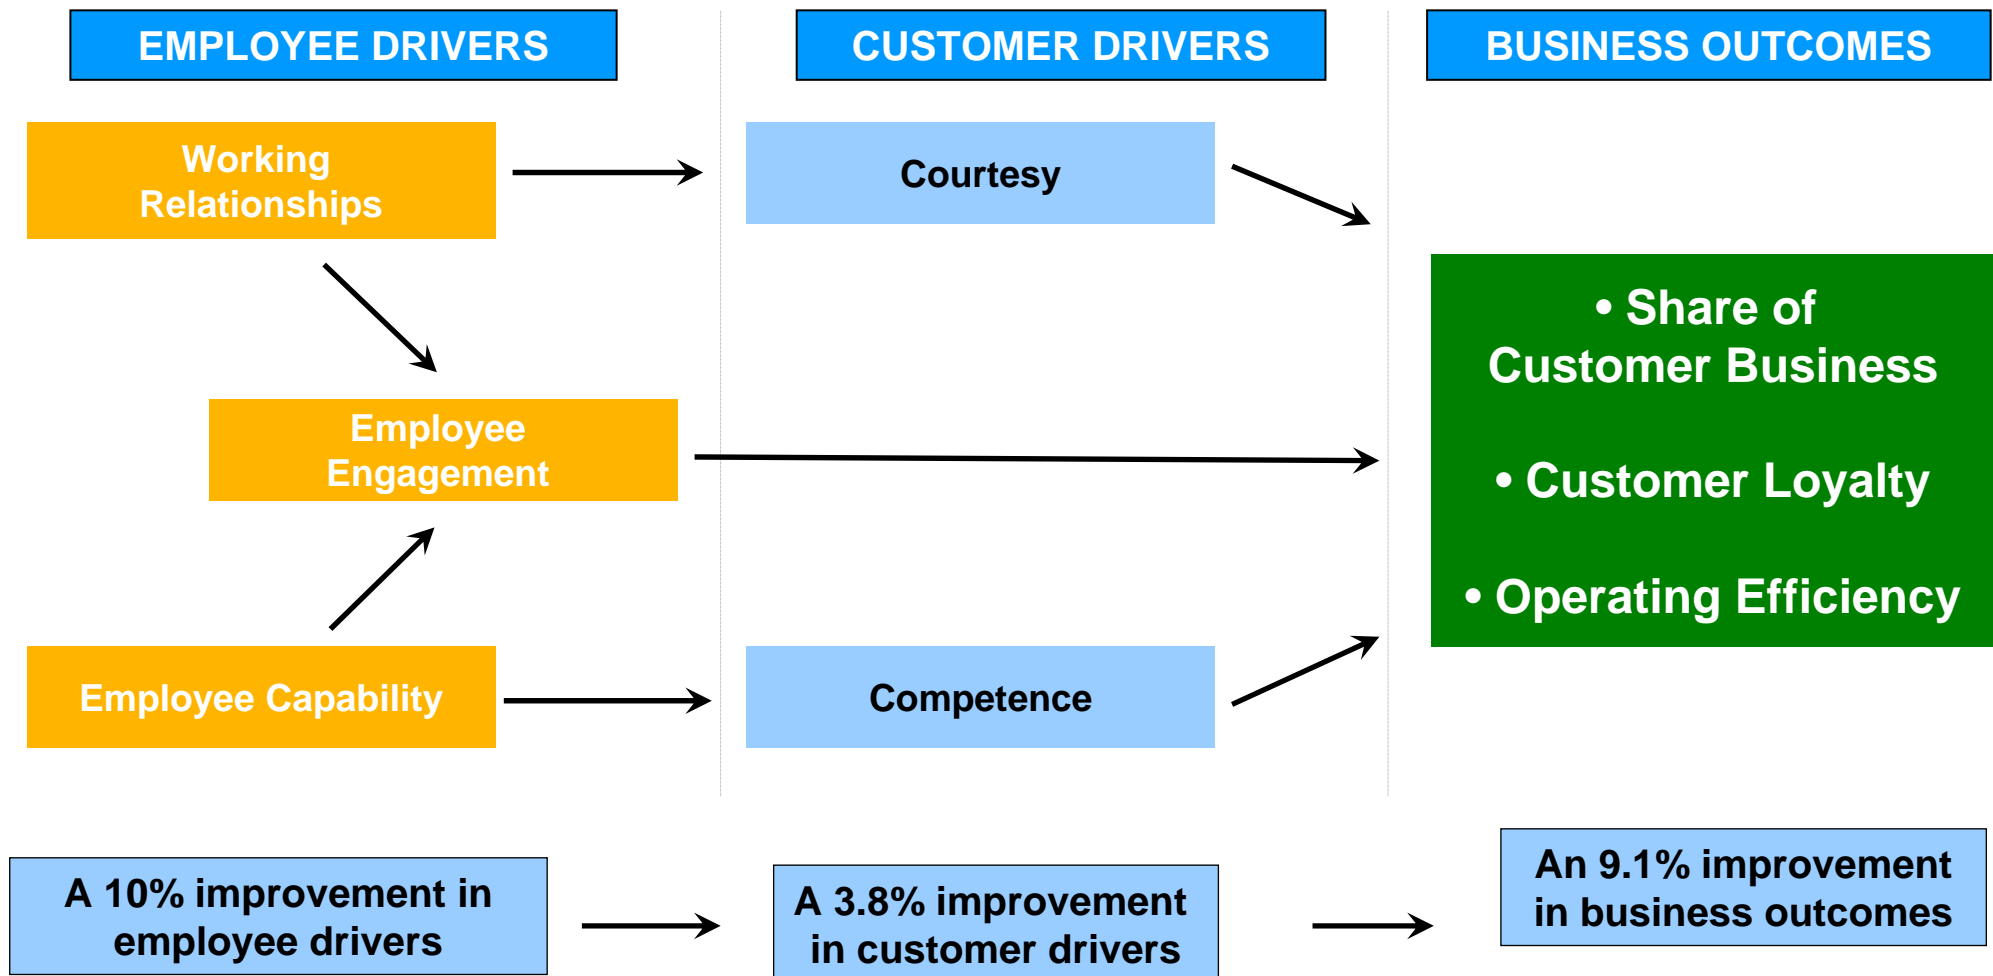 EMPLOYEE DRIVERS
CUSTOMER DRIVERS
BUSINESS OUTCOMES
Working
Relationships
Courtesy
• Share of
Customer Business
• Customer Loyalty
• Operating Efficiency
Employee
Engagement
Employee Capability
Competence
A 10% improvement in
employee drivers
A 3.8% improvement
in customer drivers
An 9.1% improvement
in business outcomes